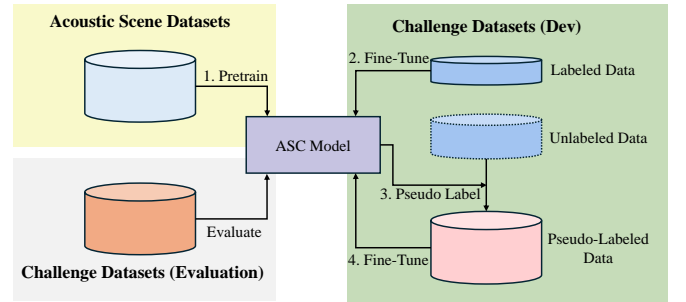 Acoustic Scene Datasets
1. Pretrain
Challenge Datasets (Dev)
2. Fine-Tune
Labeled Data
ASC Model
Unlabeled Data
3. Pseudo Label
Evaluate
4. Fine-Tune
Pseudo-Labeled
Data
Challenge Datasets (Evaluation)